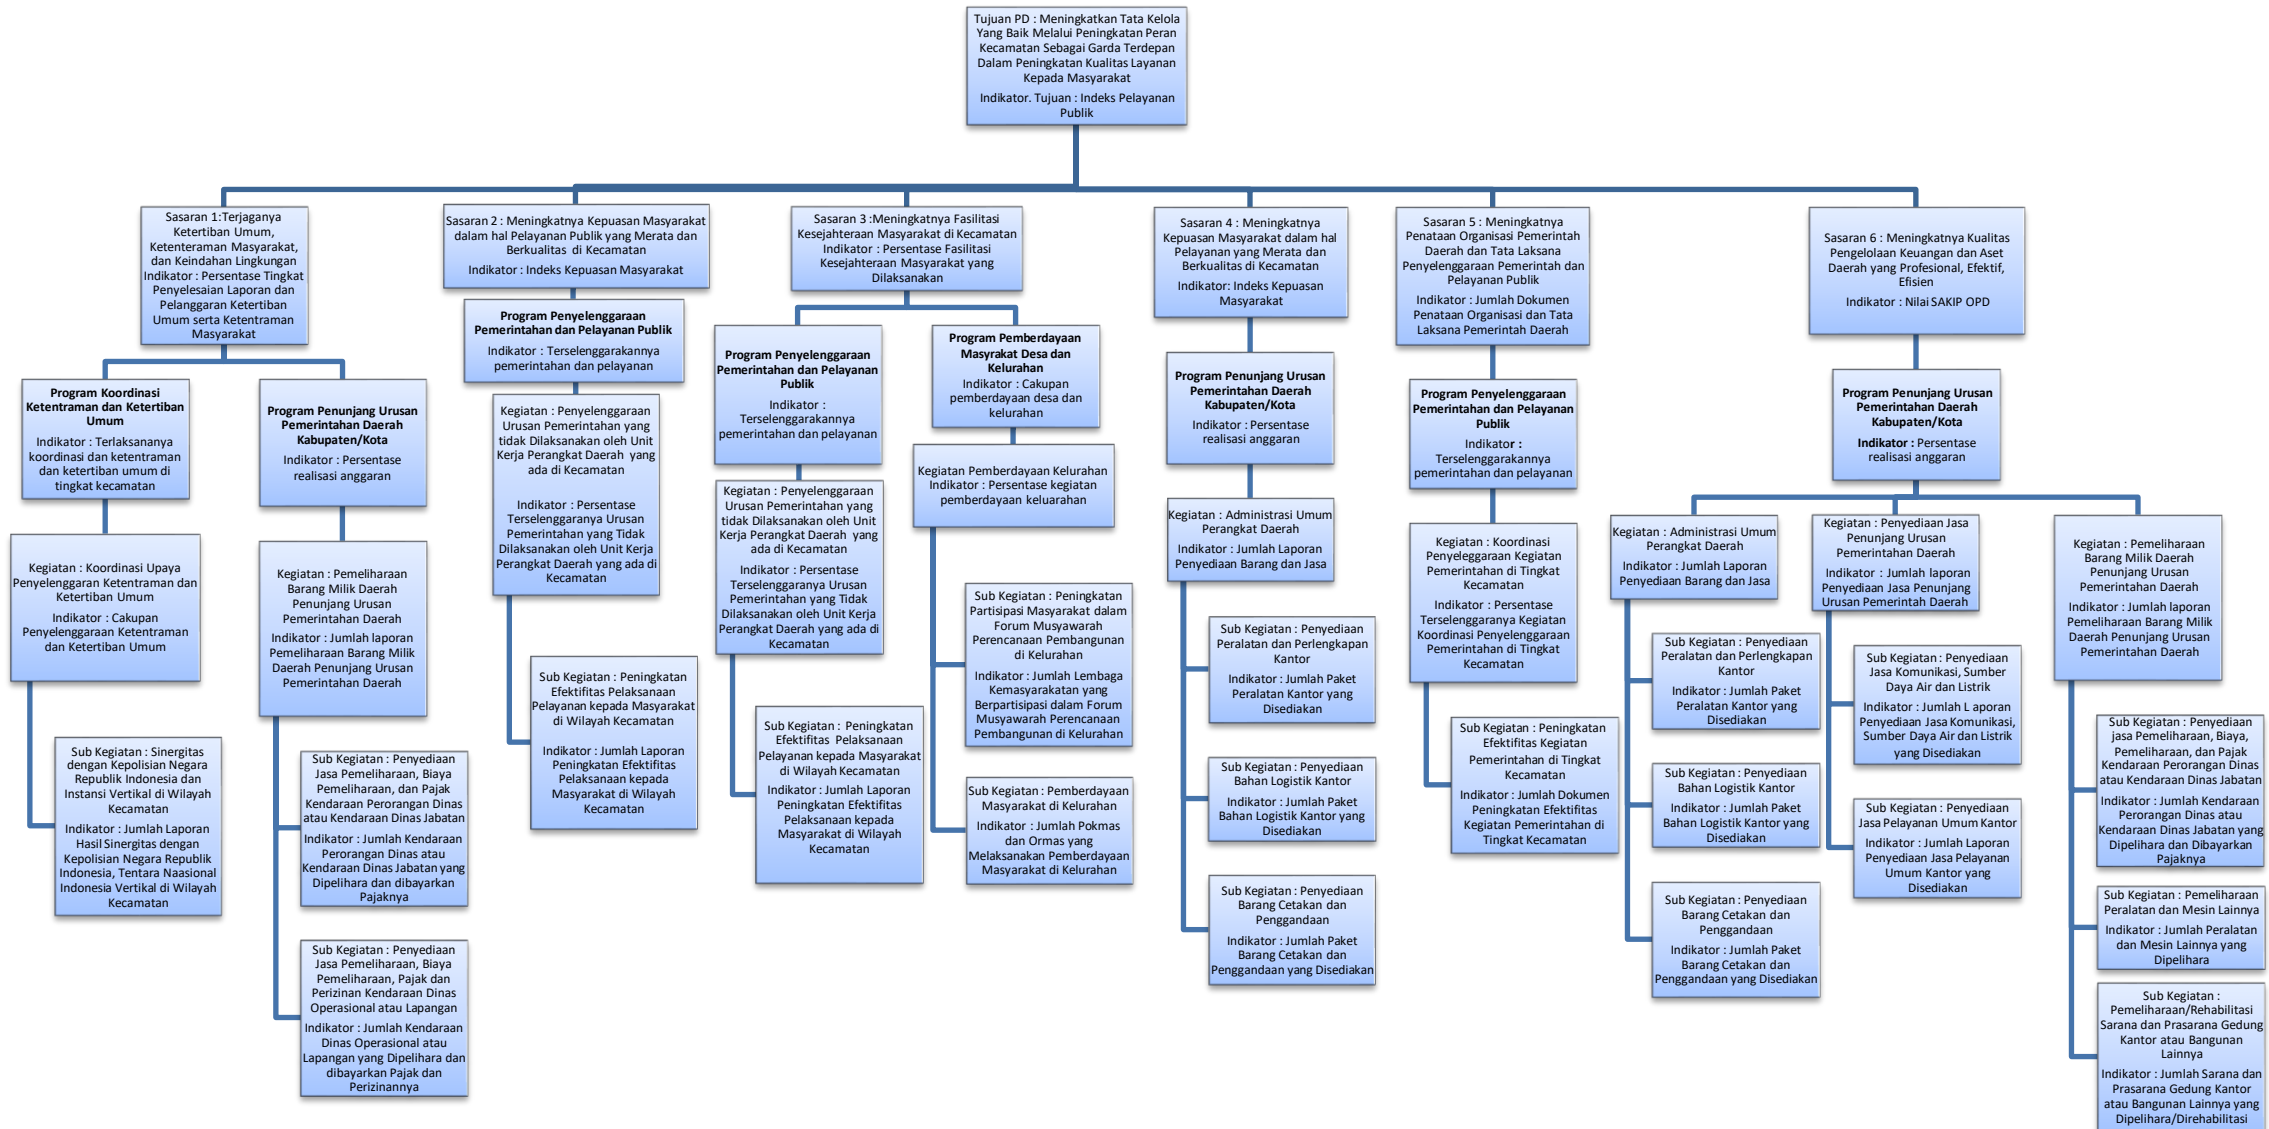 Tujuan PD : Meningkatkan Tata Kelola
Yang Baik Melalui Peningkatan Peran
Kecamatan Sebagai Garda Terdepan
Dalam Peningkatan Kualitas Layanan
Kepada Masyarakat
Indikator. Tujuan : Indeks Pelayanan
Publik
Sasaran 1:Terjaganya
Ketertiban Umum,
Ketenteraman Masyarakat,
dan Keindahan Lingkungan
Indikator : Persentase Tingkat
Penyelesaian Laporan dan
Pelanggaran Ketertiban
Umum serta Ketentraman
Masyarakat
Program Koordinasi
Ketentraman dan Ketertiban
Umum
Indikator : Terlaksananya
koordinasi dan ketentraman
dan ketertiban umum di
tingkat kecamatan
Kegiatan : Koordinasi Upaya
Penyelenggaran Ketentraman dan
Ketertiban Umum
Indikator : Cakupan
Penyelenggaraan Ketentraman
dan Ketertiban Umum
Sub Kegiatan : Sinergitas
dengan Kepolisian Negara
Republik Indonesia dan
Instansi Vertikal di Wilayah
Kecamatan
Indikator : Jumlah Laporan
Hasil Sinergitas dengan
Kepolisian Negara Republik
Indonesia, Tentara Naasional
Indonesia Vertikal di Wilayah
Kecamatan
Program Penunjang Urusan
Pemerintahan Daerah
Kabupaten/Kota
Indikator : Persentase
realisasi anggaran
Kegiatan : Pemeliharaan
Barang Milik Daerah
Penunjang Urusan
Pemerintahan Daerah
Indikator : Jumlah laporan
Pemeliharaan Barang Milik
Daerah Penunjang Urusan
Pemerintahan Daerah
Sub Kegiatan : Penyediaan
Jasa Pemeliharaan, Biaya
Pemeliharaan, dan Pajak
Kendaraan Perorangan Dinas
atau Kendaraan Dinas Jabatan
Indikator : Jumlah Kendaraan
Perorangan Dinas atau
Kendaraan Dinas Jabatan yang
Dipelihara dan dibayarkan
Pajaknya
Sub Kegiatan : Penyediaan
Jasa Pemeliharaan, Biaya
Pemeliharaan, Pajak dan
Perizinan Kendaraan Dinas
Operasional atau Lapangan
Indikator : Jumlah Kendaraan
Dinas Operasional atau
Lapangan yang Dipelihara dan
dibayarkan Pajak dan
Perizinannya
Sasaran 2 : Meningkatnya Kepuasan Masyarakat
dalam hal Pelayanan Publik yang Merata dan
Berkualitas di Kecamatan
Indikator : Indeks Kepuasan Masyarakat
Program Penyelenggaraan
Pemerintahan dan Pelayanan Publik
Indikator : Terselenggarakannya
pemerintahan dan pelayanan
Kegiatan : Penyelenggaraan
Urusan Pemerintahan yang
tidak Dilaksanakan oleh Unit
Kerja Perangkat Daerah yang
ada di Kecamatan
Indikator : Persentase
Terselenggaranya Urusan
Pemerintahan yang Tidak
Dilaksanakan oleh Unit Kerja
Perangkat Daerah yang ada di
Kecamatan
Sub Kegiatan : Peningkatan
Efektifitas Pelaksanaan
Pelayanan kepada Masyarakat
di Wilayah Kecamatan
Indikator : Jumlah Laporan
Peningkatan Efektifitas
Pelaksanaan kepada
Masyarakat di Wilayah
Kecamatan
Sasaran 3 :Meningkatnya Fasilitasi
Kesejahteraan Masyarakat di Kecamatan
Indikator : Persentase Fasilitasi
Kesejahteraan Masyarakat yang
Dilaksanakan
Program Penyelenggaraan
Pemerintahan dan Pelayanan
Publik
Indikator :
Terselenggarakannya
pemerintahan dan pelayanan
Kegiatan : Penyelenggaraan
Urusan Pemerintahan yang
tidak Dilaksanakan oleh Unit
Kerja Perangkat Daerah yang
ada di Kecamatan
Indikator : Persentase
Terselenggaranya Urusan
Pemerintahan yang Tidak
Dilaksanakan oleh Unit Kerja
Perangkat Daerah yang ada di
Kecamatan
Sub Kegiatan : Peningkatan
Efektifitas Pelaksanaan
Pelayanan kepada Masyarakat
di Wilayah Kecamatan
Indikator : Jumlah Laporan
Peningkatan Efektifitas
Pelaksanaan kepada
Masyarakat di Wilayah
Kecamatan
Program Pemberdayaan
Masyrakat Desa dan
Kelurahan
Indikator : Cakupan
pemberdayaan desa dan
kelurahan
Kegiatan Pemberdayaan Kelurahan
Indikator : Persentase kegiatan
pemberdayaan keluarahan
Sub Kegiatan : Peningkatan
Partisipasi Masyarakat dalam
Forum Musyawarah
Perencanaan Pembangunan
di Kelurahan
Indikator : Jumlah Lembaga
Kemasyarakatan yang
Berpartisipasi dalam Forum
Musyawarah Perencanaan
Pembangunan di Kelurahan
Sub Kegiatan : Pemberdayaan
Masyarakat di Kelurahan
Indikator : Jumlah Pokmas
dan Ormas yang
Melaksanakan Pemberdayaan
Masyarakat di Kelurahan
Sasaran 4 : Meningkatnya
Kepuasan Masyarakat dalam hal
Pelayanan yang Merata dan
Berkualitas di Kecamatan
Indikator: Indeks Kepuasan
Masyarakat
Program Penunjang Urusan
Pemerintahan Daerah
Kabupaten/Kota
Indikator : Persentase
realisasi anggaran
Kegiatan : Administrasi Umum
Perangkat Daerah
Indikator : Jumlah Laporan
Penyediaan Barang dan Jasa
Sub Kegiatan : Penyediaan
Peralatan dan Perlengkapan
Kantor
Indikator : Jumlah Paket
Peralatan Kantor yang
Disediakan
Sub Kegiatan : Penyediaan
Bahan Logistik Kantor
Indikator : Jumlah Paket
Bahan Logistik Kantor yang
Disediakan
Sub Kegiatan : Penyediaan
Barang Cetakan dan
Penggandaan
Indikator : Jumlah Paket
Barang Cetakan dan
Penggandaan yang Disediakan
Sasaran 5 : Meningkatnya
Penataan Organisasi Pemerintah
Daerah dan Tata Laksana
Penyelenggaraan Pemerintah dan
Pelayanan Publik
Indikator : Jumlah Dokumen
Penataan Organisasi dan Tata
Laksana Pemerintah Daerah
Program Penyelenggaraan
Pemerintahan dan Pelayanan
Publik
Indikator :
Terselenggarakannya
pemerintahan dan pelayanan
Kegiatan : Koordinasi
Penyeleggaraan Kegiatan
Pemerintahan di Tingkat
Kecamatan
Indikator : Persentase
Terselenggaranya Kegiatan
Koordinasi Penyelenggaraan
Pemerintahan di Tingkat
Kecamatan
Sub Kegiatan : Peningkatan
Efektifitas Kegiatan
Pemerintahan di Tingkat
Kecamatan
Indikator : Jumlah Dokumen
Peningkatan Efektifitas
Kegiatan Pemerintahan di
Tingkat Kecamatan
Sasaran 6 : Meningkatnya Kualitas
Pengelolaan Keuangan dan Aset
Daerah yang Profesional, Efektif,
Efisien
Indikator : Nilai SAKIP OPD
Program Penunjang Urusan
Pemerintahan Daerah
Kabupaten/Kota
Indikator : Persentase
realisasi anggaran
Kegiatan : Administrasi Umum
Perangkat Daerah
Indikator : Jumlah Laporan
Penyediaan Barang dan Jasa
Sub Kegiatan : Penyediaan
Peralatan dan Perlengkapan
Kantor
Indikator : Jumlah Paket
Peralatan Kantor yang
Disediakan
Sub Kegiatan : Penyediaan
Bahan Logistik Kantor
Indikator : Jumlah Paket
Bahan Logistik Kantor yang
Disediakan
Sub Kegiatan : Penyediaan
Barang Cetakan dan
Penggandaan
Indikator : Jumlah Paket
Barang Cetakan dan
Penggandaan yang Disediakan
Kegiatan : Penyediaan Jasa
Penunjang Urusan
Pemerintahan Daerah
Indikator : Jumlah laporan
Penyediaan Jasa Penunjang
Urusan Pemerintah Daerah
Sub Kegiatan : Penyediaan
Jasa Komunikasi, Sumber
Daya Air dan Listrik
Indikator : Jumlah L aporan
Penyediaan Jasa Komunikasi,
Sumber Daya Air dan Listrik
yang Disediakan
Sub Kegiatan : Penyediaan
Jasa Pelayanan Umum Kantor
Indikator : Jumlah Laporan
Penyediaan Jasa Pelayanan
Umum Kantor yang
Disediakan
Kegiatan : Pemeliharaan
Barang Milik Daerah
Penunjang Urusan
Pemerintahan Daerah
Indikator : Jumlah laporan
Pemeliharaan Barang Milik
Daerah Penunjang Urusan
Pemerintahan Daerah
Sub Kegiatan : Penyediaan
jasa Pemeliharaan, Biaya,
Pemeliharaan, dan Pajak
Kendaraan Perorangan Dinas
atau Kendaraan Dinas Jabatan
Indikator : Jumlah Kendaraan
Perorangan Dinas atau
Kendaraan Dinas Jabatan yang
Dipelihara dan Dibayarkan
Pajaknya
Sub Kegiatan : Pemeliharaan
Peralatan dan Mesin Lainnya
Indikator : Jumlah Peralatan
dan Mesin Lainnya yang
Dipelihara
Sub Kegiatan :
Pemeliharaan/Rehabilitasi
Sarana dan Prasarana Gedung
Kantor atau Bangunan
Lainnya
Indikator : Jumlah Sarana dan
Prasarana Gedung Kantor
atau Bangunan Lainnya yang
Dipelihara/Direhabilitasi